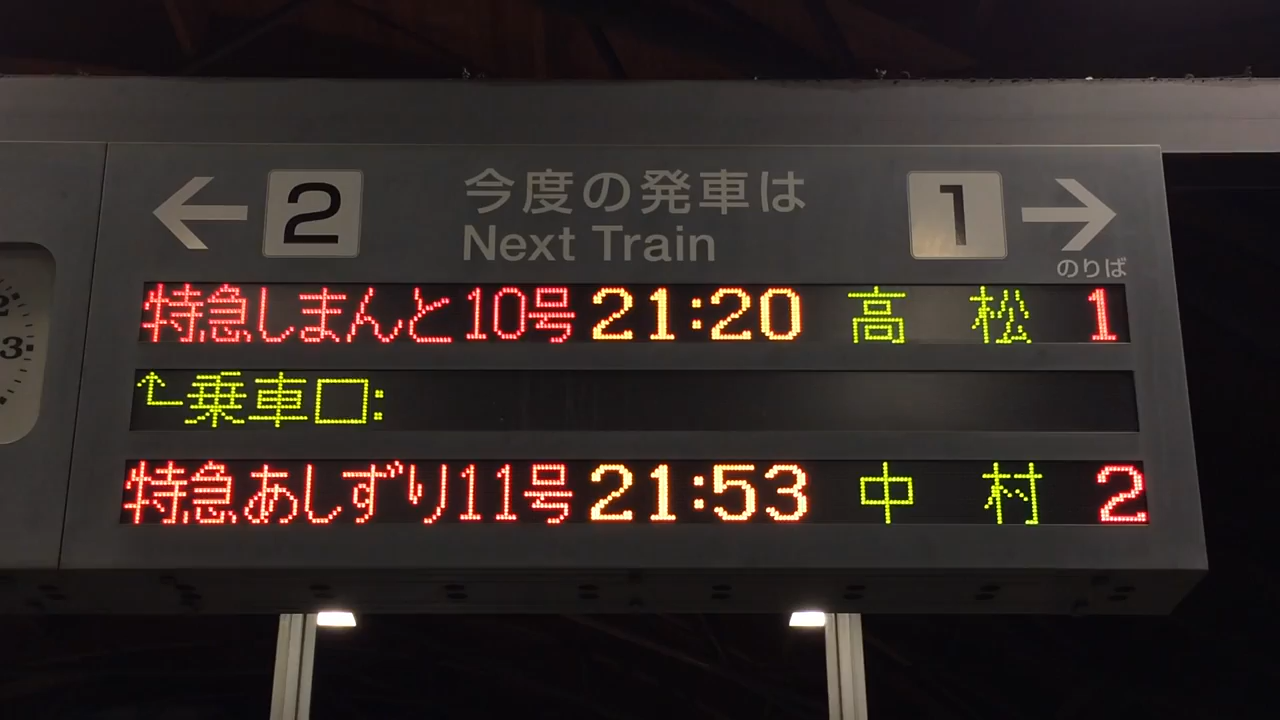 ← 2 今度の発車は 1 →
Next Train
のりば
特急しまんと10号 21:20 高松 1
乗車口:
特急あしずり11号 21:53 中村 2
2
3